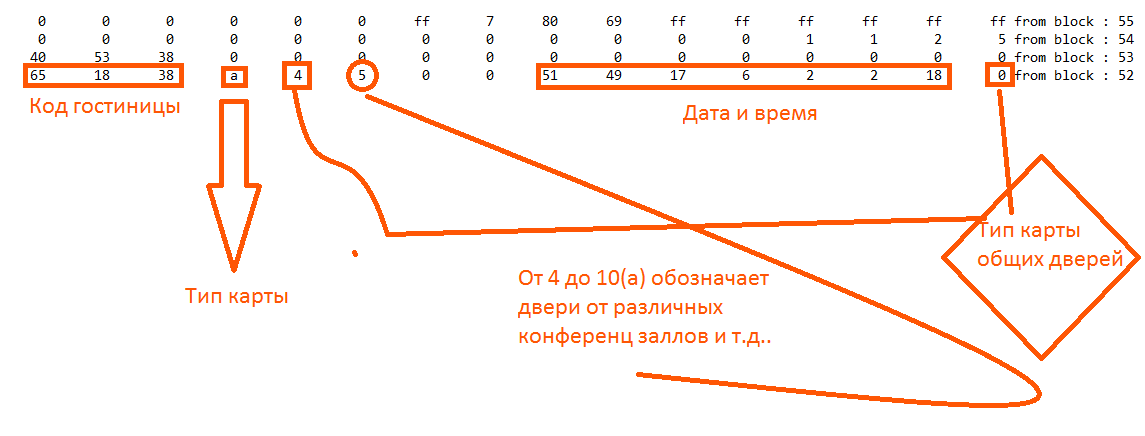 0 0 0 0 0 0 ff 7 80 69 ff ff ff ff ff ff from block : 55
0 0 0 0 0 0 0 0 0 0 0 0 1 1 2 5 from block : 54
40 53 38 0 0 0 0 0 0 0 0 0 0 0 0 0 from block : 53
65 18 38 a 4 5 0 0 51 49 17 6 2 2 18 0 from block : 52
Код гостиницы
Дата и время
Тип карты
общих дверей
От 4 до 10(а) обозначает
двери от различных
конференц заллов и т.д..
Тип карты